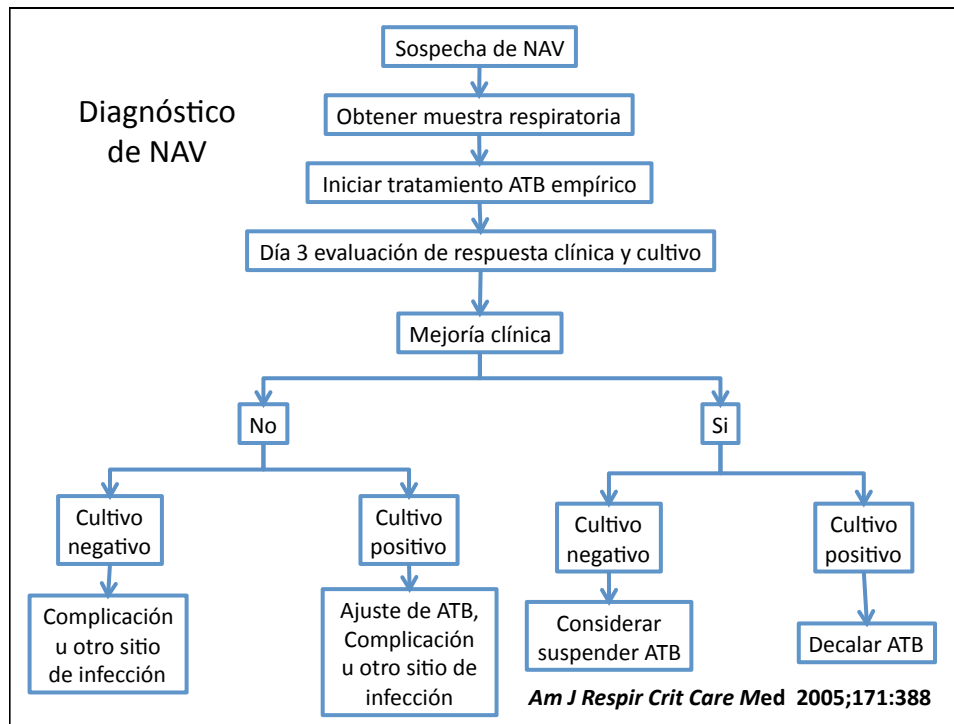 Diagnóstico
de NAV
Sospecha de NAV
Obtener muestra respiratoria
Iniciar tratamiento ATB empírico
Día 3 evaluación de respuesta clínica y cultivo
Mejoría clínica
No
Si
Cultivo
negativo
Cultivo
positivo
Cultivo
negativo
Cultivo
positivo
Complicación
u otro sitio
de infección
Ajuste de ATB,
Complicación
u otro sitio de
infección
Considerar
suspender ATB
Decalar ATB
Am J Respir Crit Care Med 2005;171:388